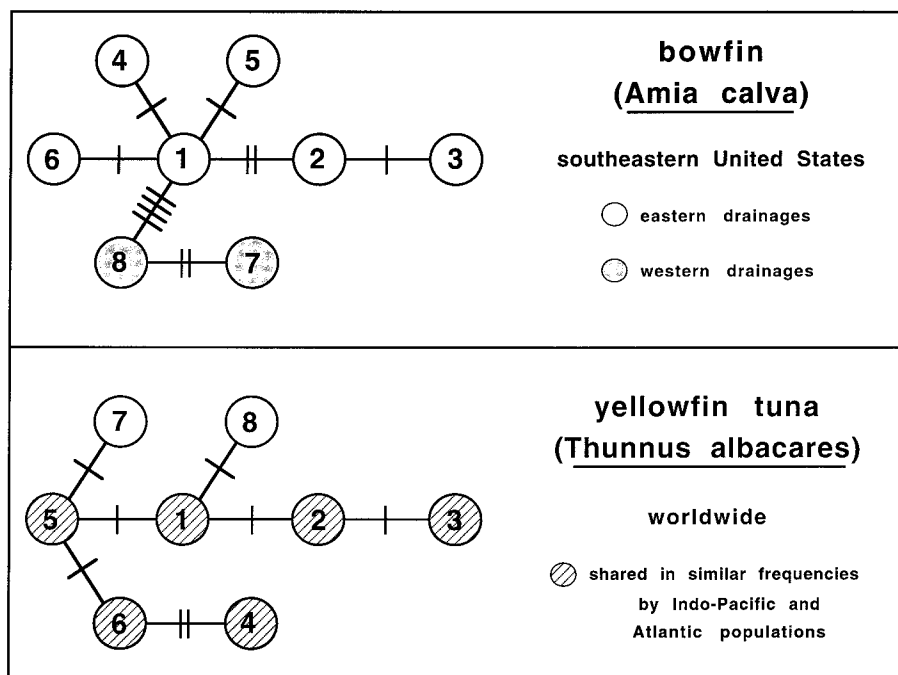 4 5
6 1 2 3
8 7
bowfin
(Amia calva)
southeastern United States
eastern drainages
western drainages
7 8
5 1 2 3
6 4
yellowfin tuna
(Thunnus albacares)
worldwide
shared in similar frequencies
by Indo-Pacific and
Atlantic populations